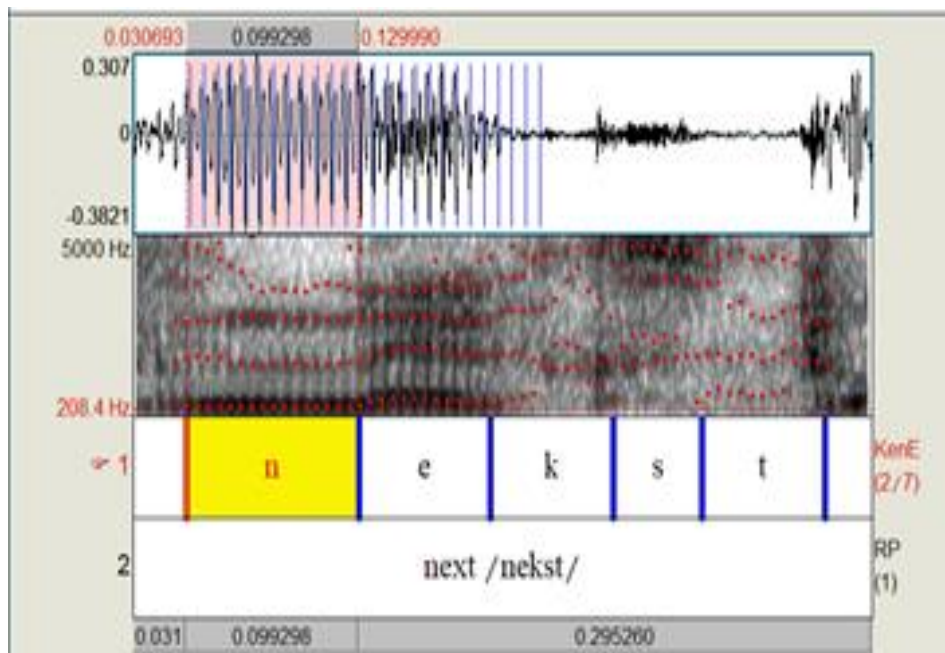 0.030693 0.099298 0.129990
0.307
0
-0.3821
5000 Hz
208.4 Hz
1 n e k s t KenE (2/7)
2 next /nekst/ RP (1)
0.031 0.099298 0.295260